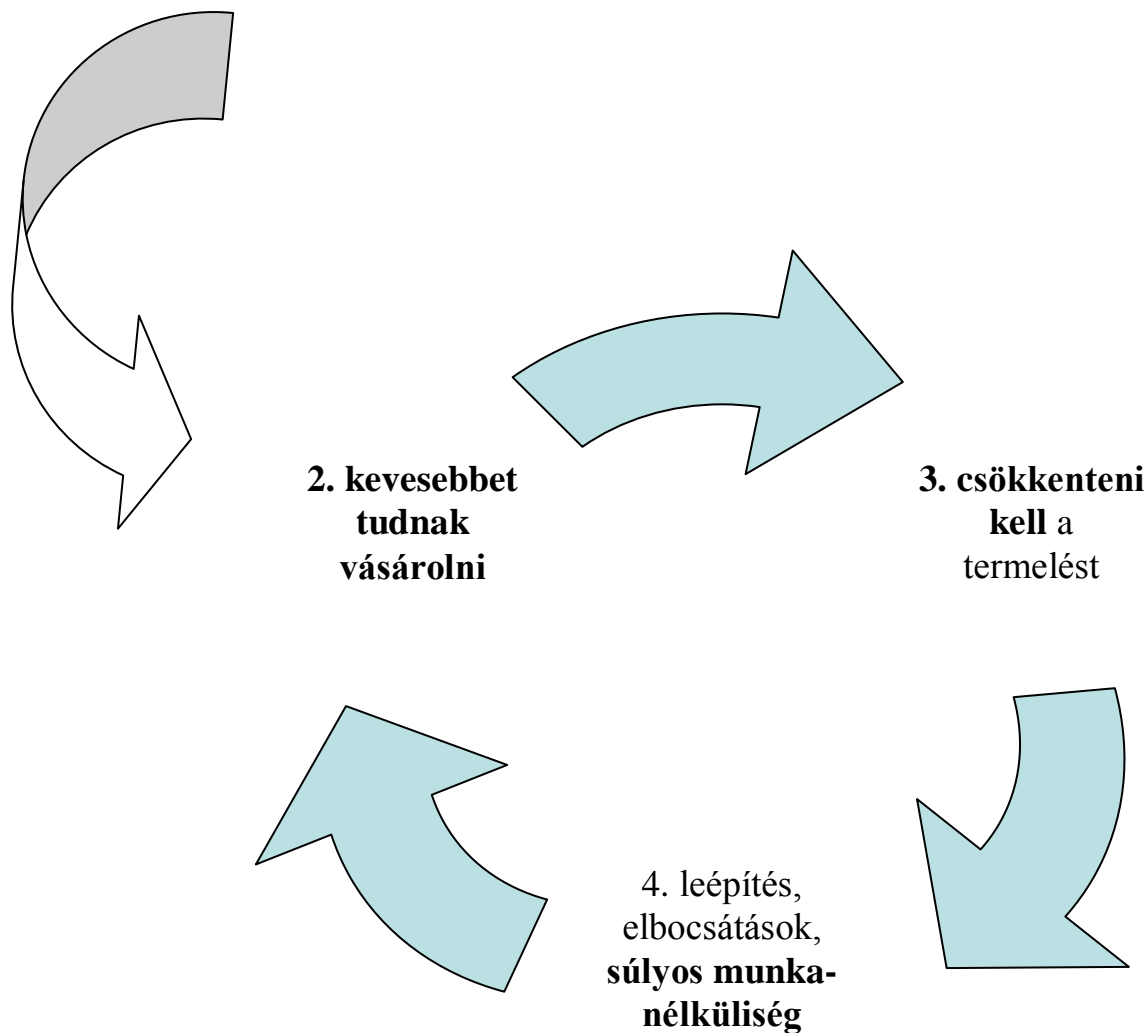 2. kevesebbet
tudnak
vásárolni
3. csökkenteni
kell a
termelést
4. leépítés,
elbocsátások,
súlyos munka-
nélküliség